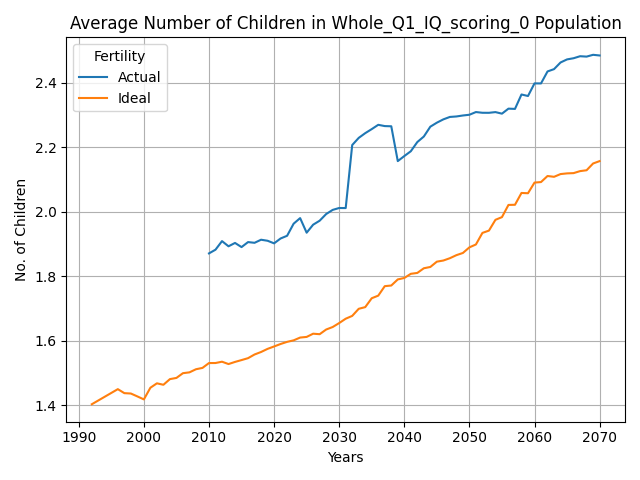 Average Number of Children in Whole_Q1_IQ_scoring_0 Population
Fertility
Actual
Ideal
No. of Children
2.4
2.2
2.0
1.8
1.6
1.4
1990 2000 2010 2020 2030 2040 2050 2060 2070
Years